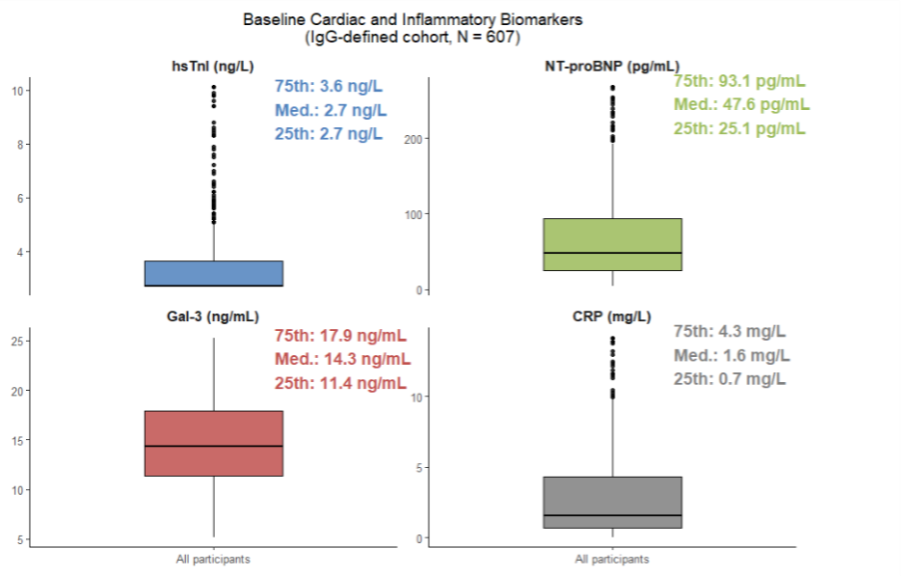 Baseline Cardiac and Inflammatory Biomarkers
(IgG-defined cohort, N = 607)
hsTnI (ng/L)
75th: 3.6 ng/L
Med.: 2.7 ng/L
25th: 2.7 ng/L
10
8
6
4
NT-proBNP (pg/mL)
75th: 93.1 pg/mL
Med.: 47.6 pg/mL
25th: 25.1 pg/mL
200
100
0
Gal-3 (ng/mL)
75th: 17.9 ng/mL
Med.: 14.3 ng/mL
25th: 11.4 ng/mL
25
20
15
10
5
All participants
CRP (mg/L)
75th: 4.3 mg/L
Med.: 1.6 mg/L
25th: 0.7 mg/L
10
5
0
All participants